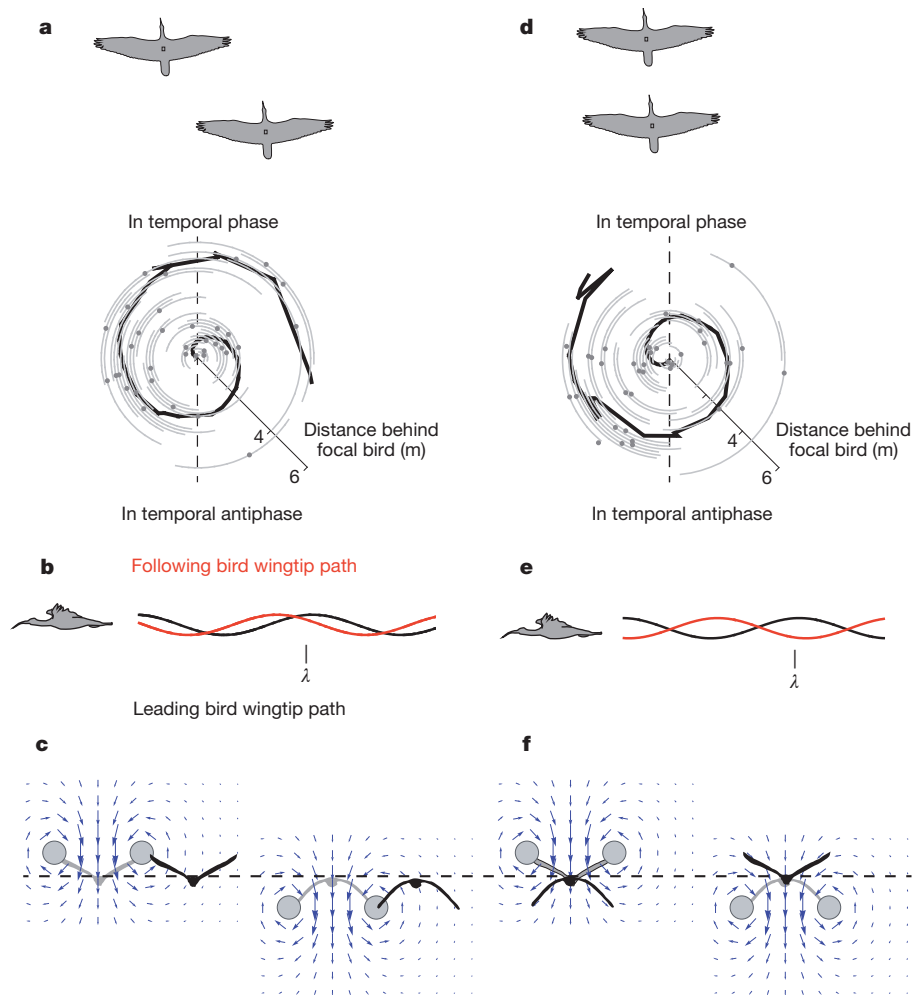 a
d
In temporal phase
In temporal phase
4
6
Distance behind
focal bird (m)
4
6
Distance behind
focal bird (m)
In temporal antiphase
In temporal antiphase
b
Following bird wingtip path
e
λ
λ
Leading bird wingtip path
c
f